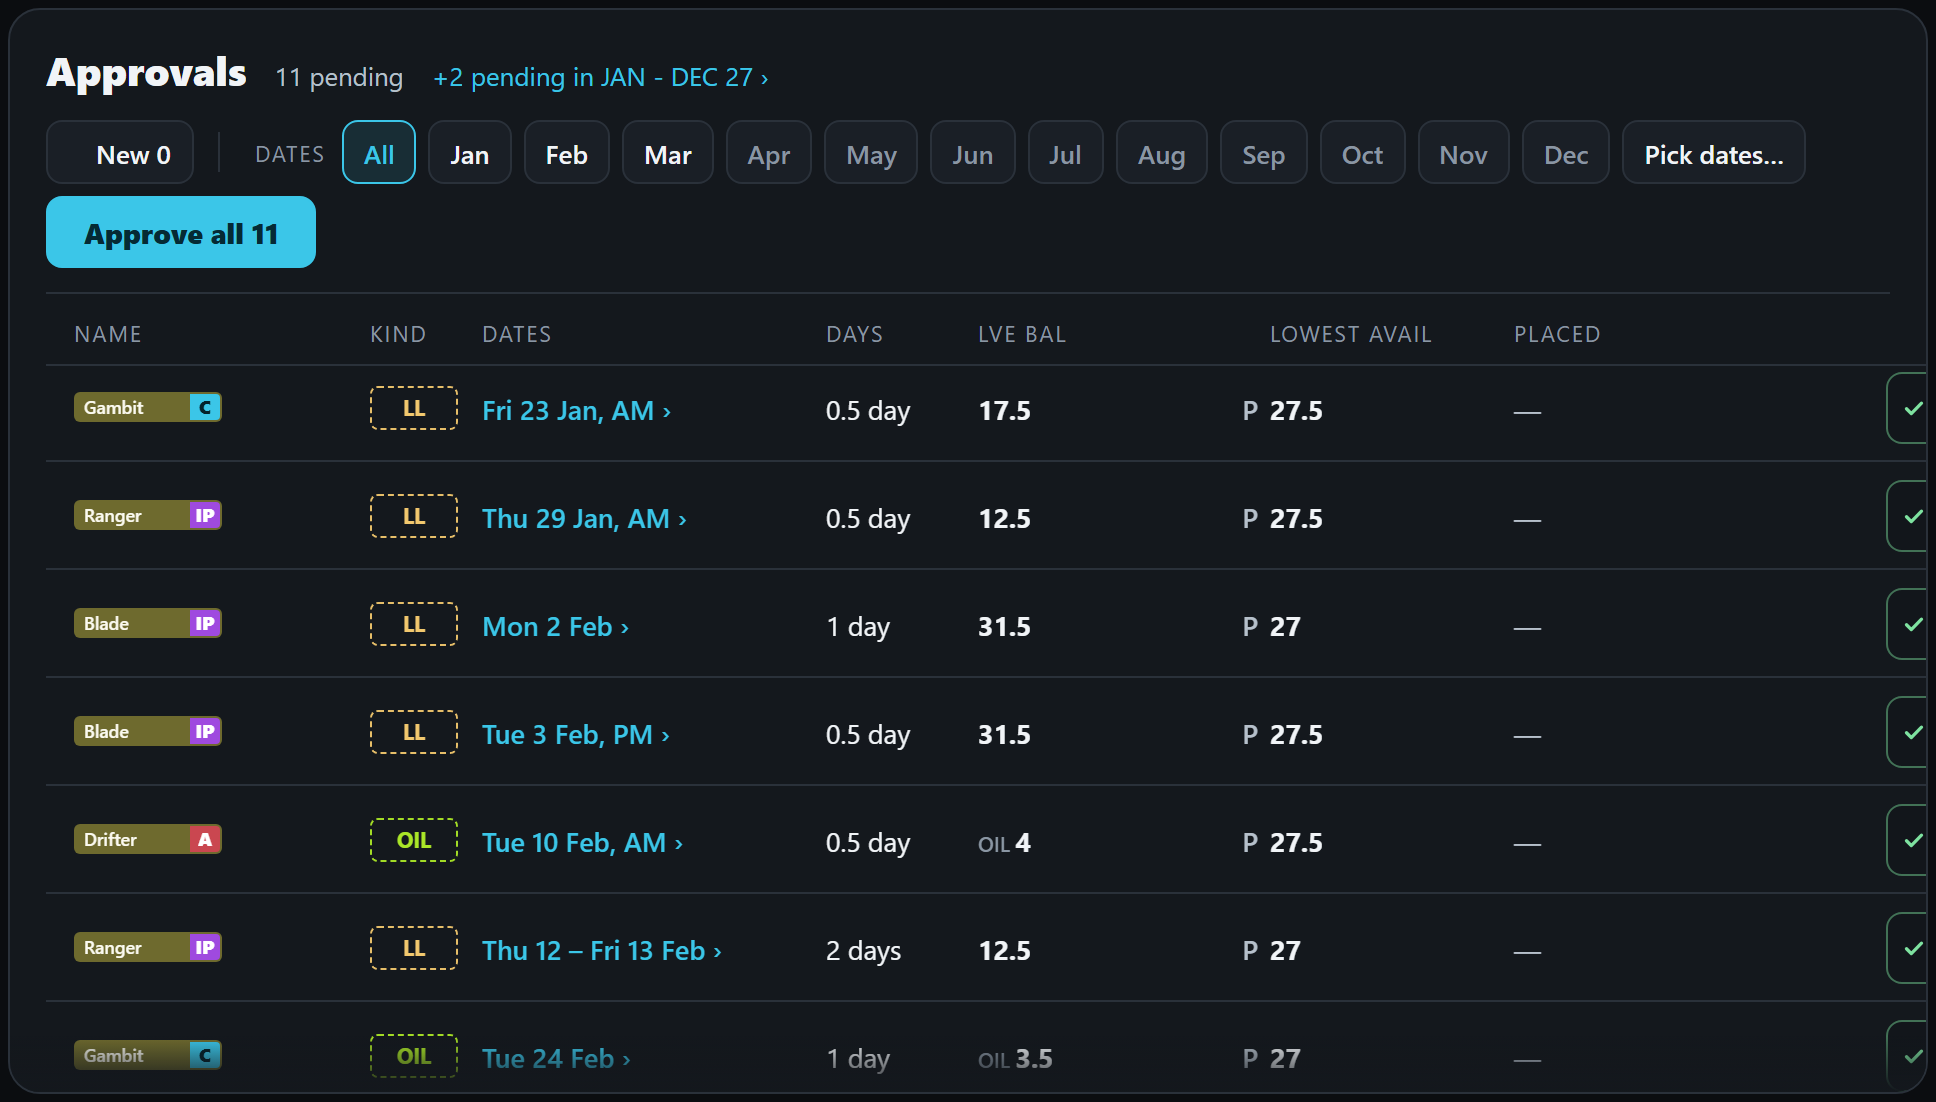 Approvals 11 pending +2 pending in JAN - DEC 27 ›
New 0 DATES All Jan Feb Mar Apr May Jun Jul Aug Sep Oct Nov Dec Pick dates...
Approve all 11
NAME KIND DATES DAYS LVE BAL LOWEST AVAIL PLACED
Gambit C LL Fri 23 Jan, AM › 0.5 day 17.5 P 27.5 —
Ranger IP LL Thu 29 Jan, AM › 0.5 day 12.5 P 27.5 —
Blade IP LL Mon 2 Feb › 1 day 31.5 P 27 —
Blade IP LL Tue 3 Feb, PM › 0.5 day 31.5 P 27.5 —
Drifter A OIL Tue 10 Feb, AM › 0.5 day OIL 4 P 27.5 —
Ranger IP LL Thu 12 – Fri 13 Feb › 2 days 12.5 P 27 —
Gambit C OIL Tue 24 Feb › 1 day OIL 3.5 P 27 —